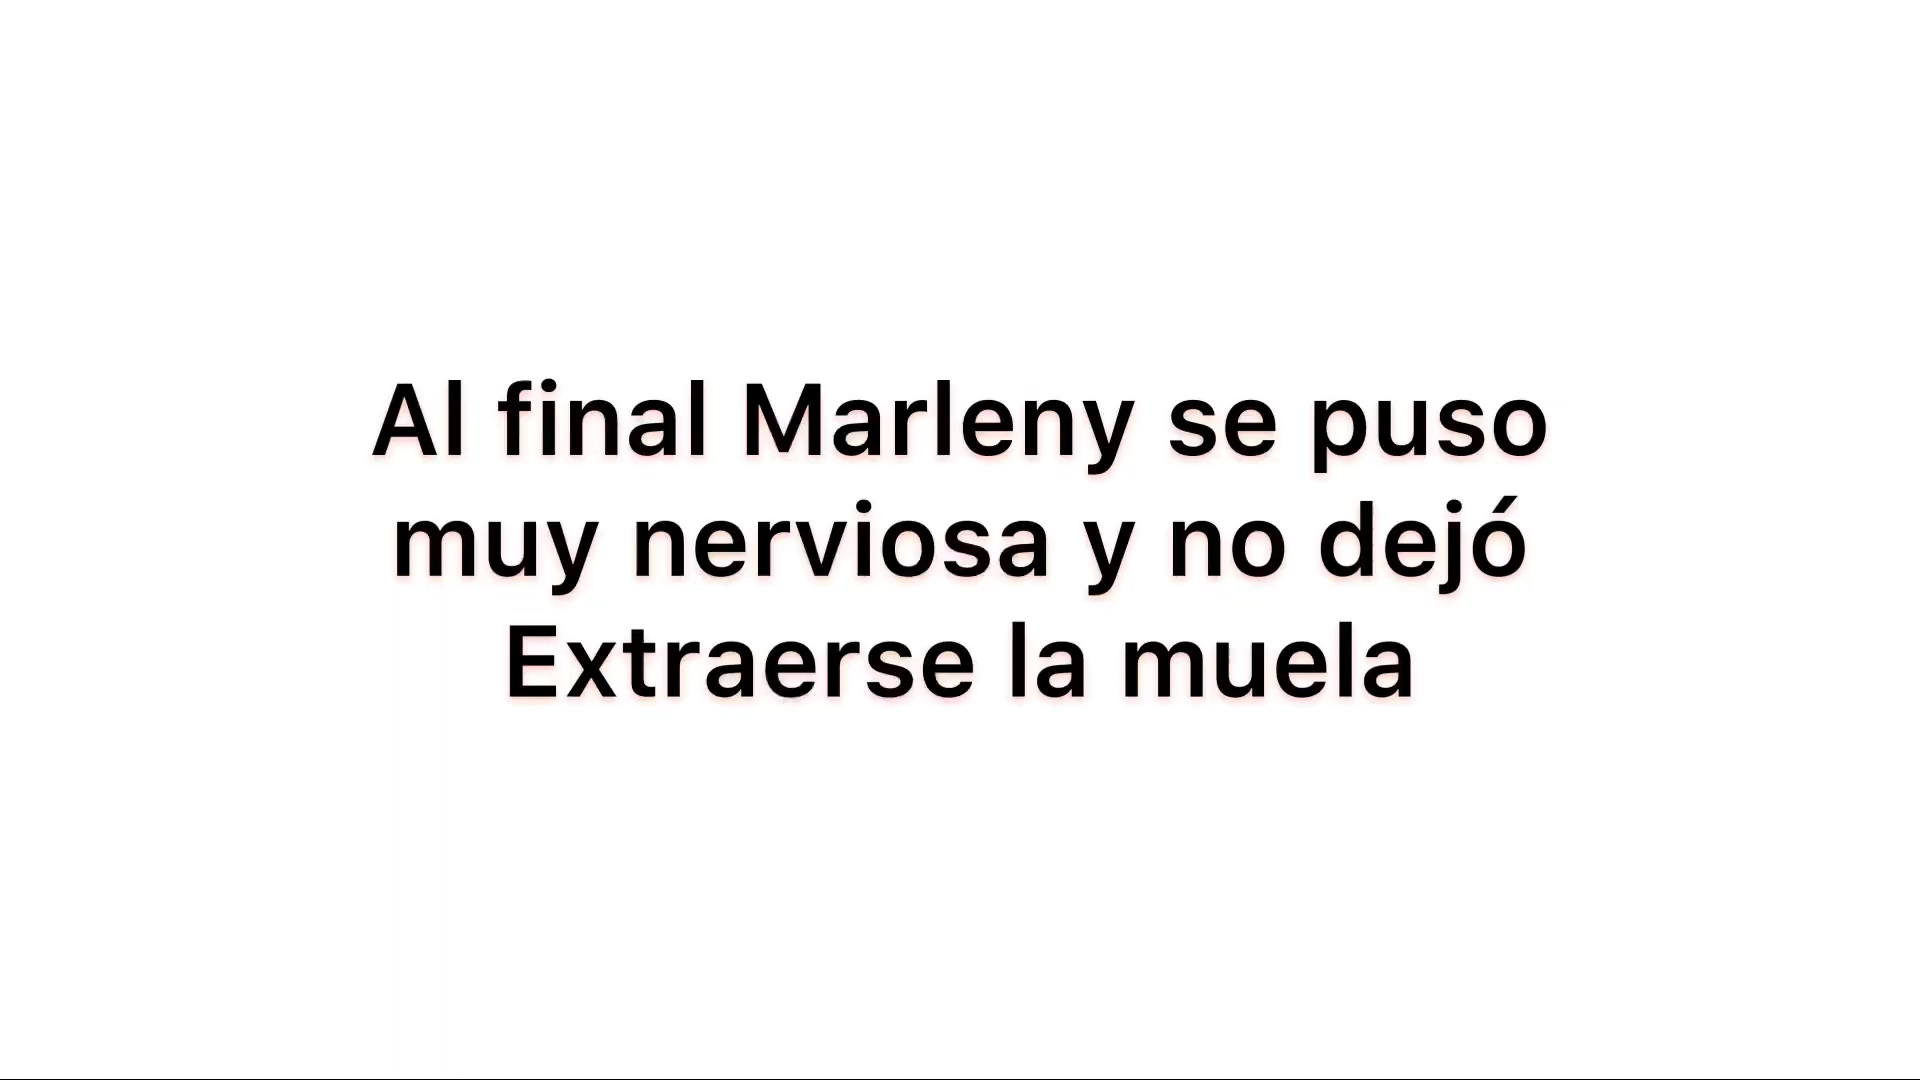 Al final Marleny se puso
muy nerviosa y no dejó
Extraerse la muela